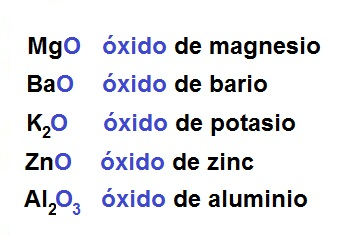 MgO óxido de magnesio
BaO óxido de bario
K₂O óxido de potasio
ZnO óxido de zinc
Al₂O₃ óxido de aluminio